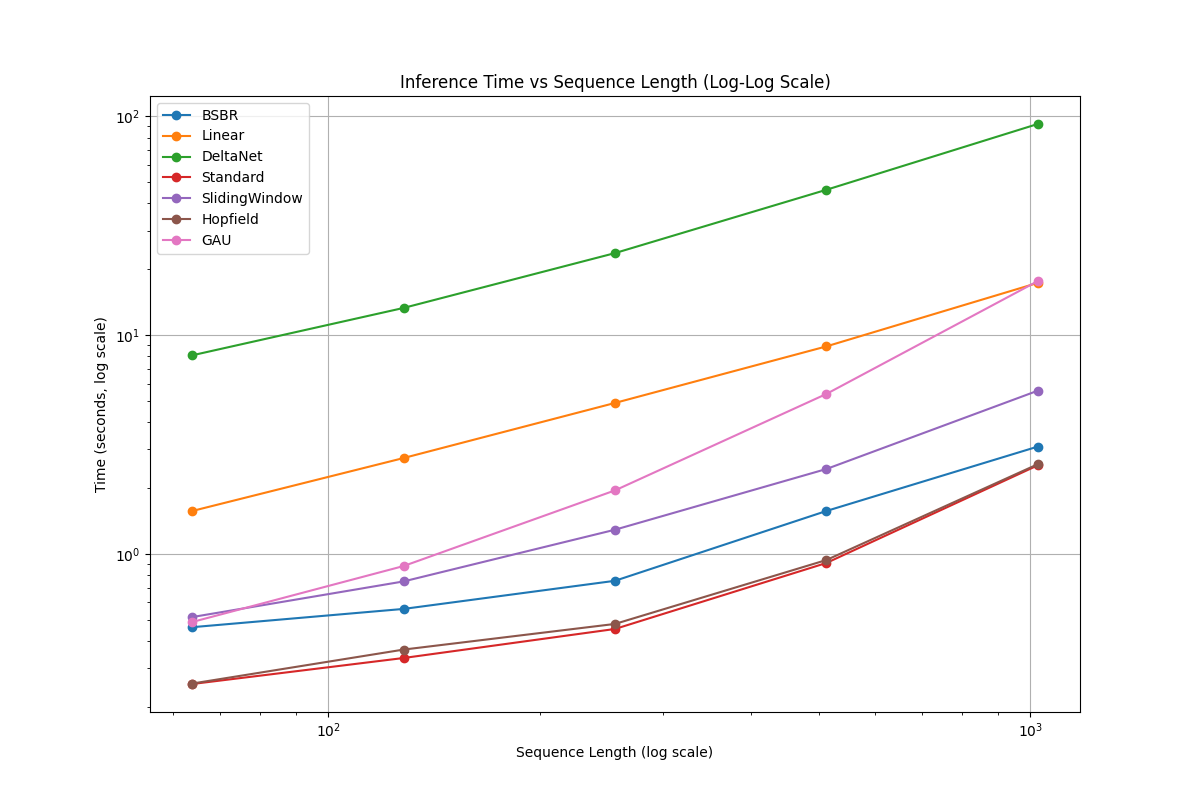 Inference Time vs Sequence Length (Log-Log Scale)
10²
10¹
10⁰
Time (seconds, log scale)
BSBR
Linear
DeltaNet
Standard
SlidingWindow
Hopfield
GAU
10² 10³
Sequence Length (log scale)